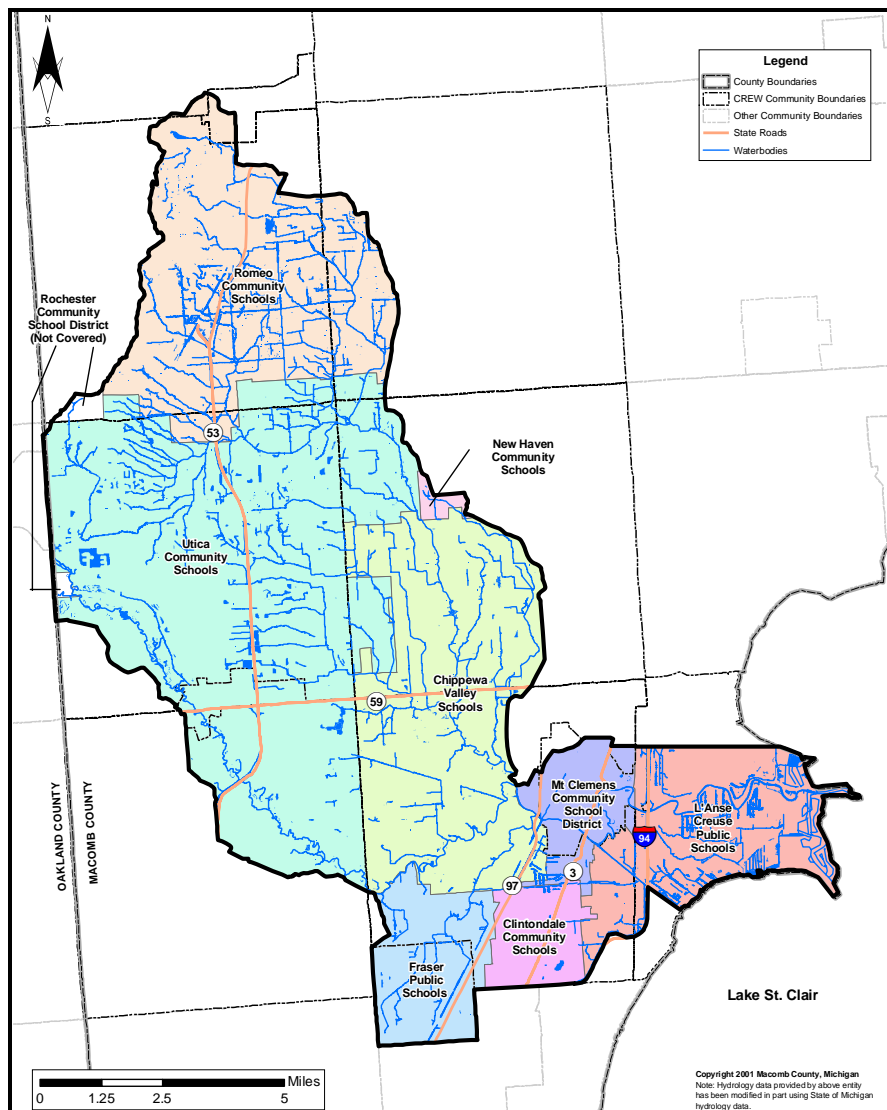 N
S
Legend
County Boundaries
CREW Community Boundaries
Other Community Boundaries
State Roads
Waterbodies
Romeo
Community
Schools
Rochester
Community
School District
(Not Covered)
53
New Haven
Community
Schools
Utica
Community
Schools
Chippewa
Valley
Schools
59
Mt Clemens
Community
School
District
L'Anse
Creuse
Public
Schools
94
OAKLAND COUNTY
MACOMB COUNTY
3
97
Clintondale
Community
Schools
Fraser
Public
Schools
Lake St. Clair
Miles
0 1.25 2.5 5
Copyright 2001 Macomb County, Michigan
Note: Hydrology data provided by above entity
has been modified in part using State of Michigan
hydrology data.